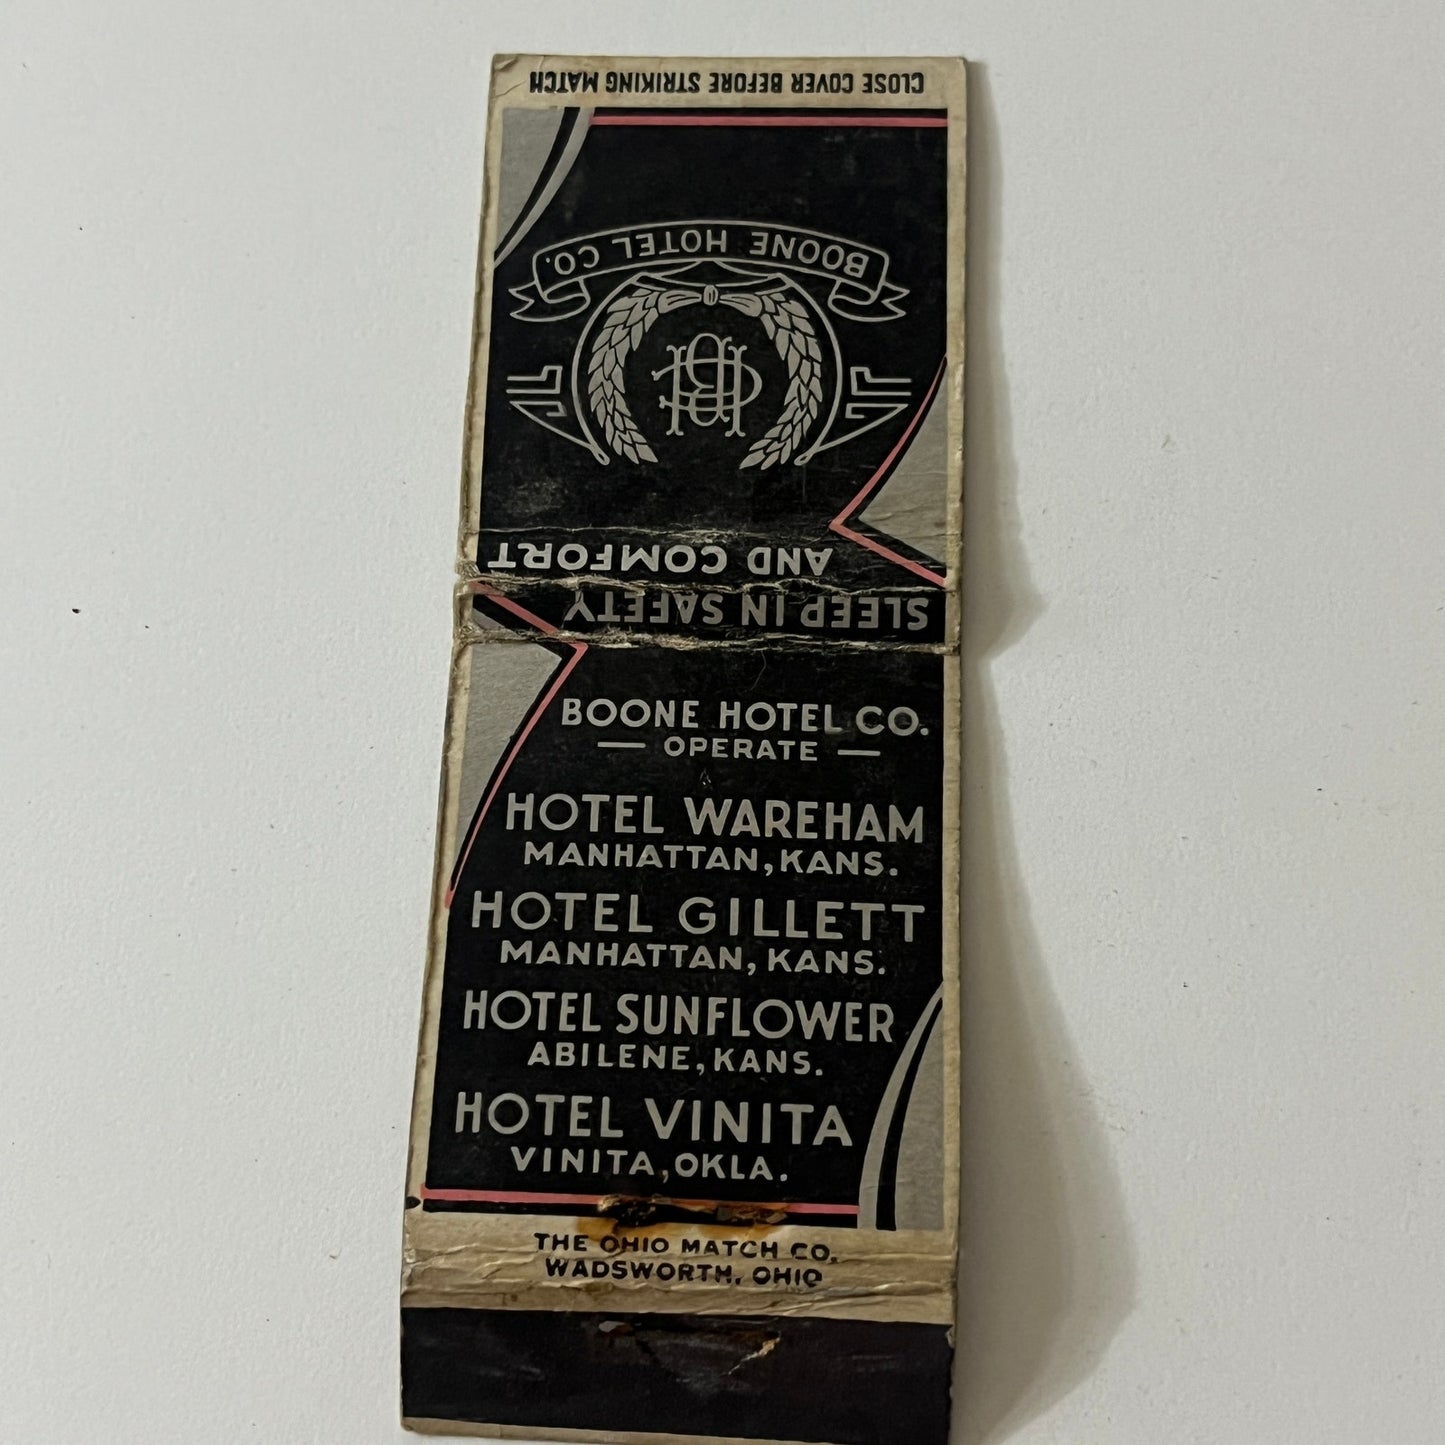 CLOSE COVER BEFORE STRIKING MATCH
BOONE HOTEL CO.
SLEEP IN SAFETY
AND COMFORT
BOONE HOTEL CO.
— OPERATE —
HOTEL WAREHAM
MANHATTAN, KANS.
HOTEL GILLETT
MANHATTAN, KANS.
HOTEL SUNFLOWER
ABILENE, KANS.
HOTEL VINITA
VINITA, OKLA.
THE OHIO MATCH CO.
WADSWORTH, OHIO